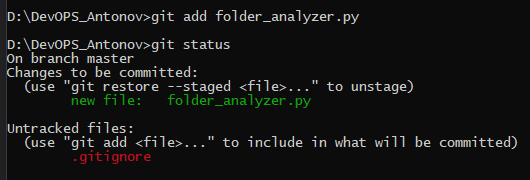 D:\DevOPS_Antonov>git add folder_analyzer.py
D:\DevOPS_Antonov>git status
On branch master
Changes to be committed:
  (use "git restore --staged <file>..." to unstage)
        new file:   folder_analyzer.py
Untracked files:
  (use "git add <file>..." to include in what will be committed)
        .gitignore